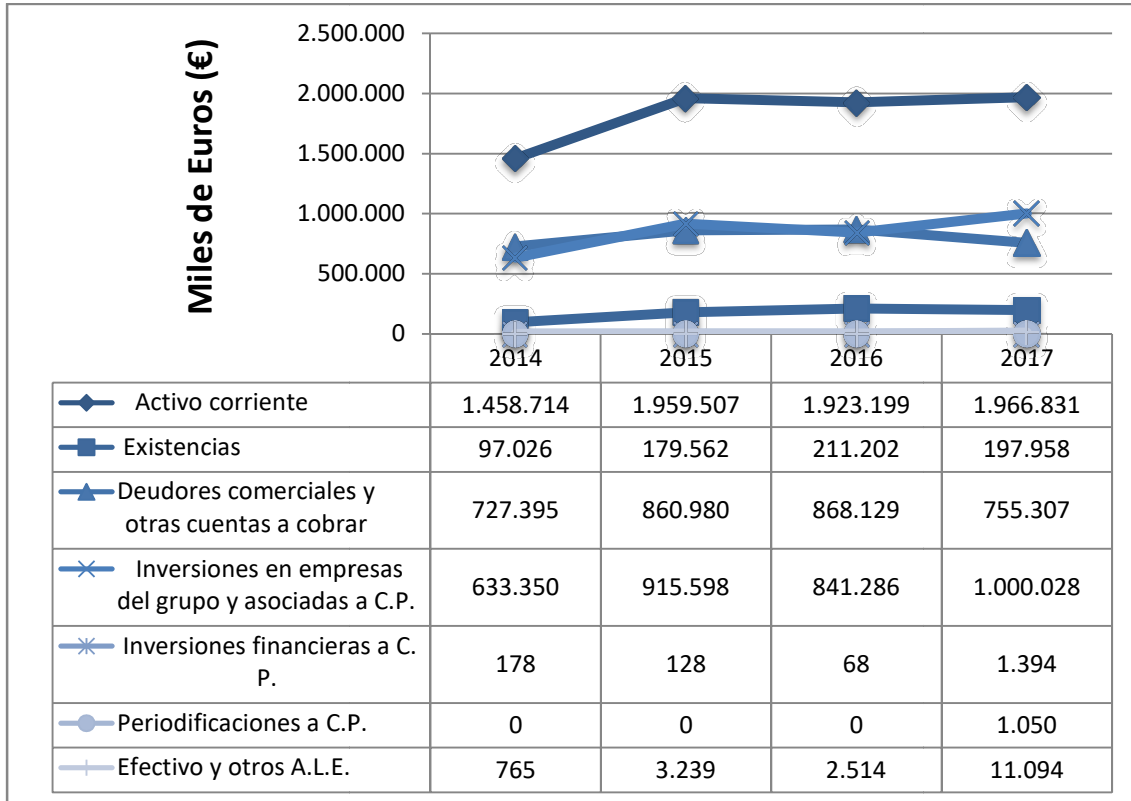 Miles de Euros (€)
2.500.000
2.000.000
1.500.000
1.000.000
500.000
0
2014 2015 2016 2017
Activo corriente 1.458.714 1.959.507 1.923.199 1.966.831
Existencias 97.026 179.562 211.202 197.958
Deudores comerciales y
otras cuentas a cobrar 727.395 860.980 868.129 755.307
Inversiones en empresas
del grupo y asociadas a C.P. 633.350 915.598 841.286 1.000.028
Inversiones financieras a C.
P. 178 128 68 1.394
Periodificaciones a C.P. 0 0 0 1.050
Efectivo y otros A.L.E. 765 3.239 2.514 11.094